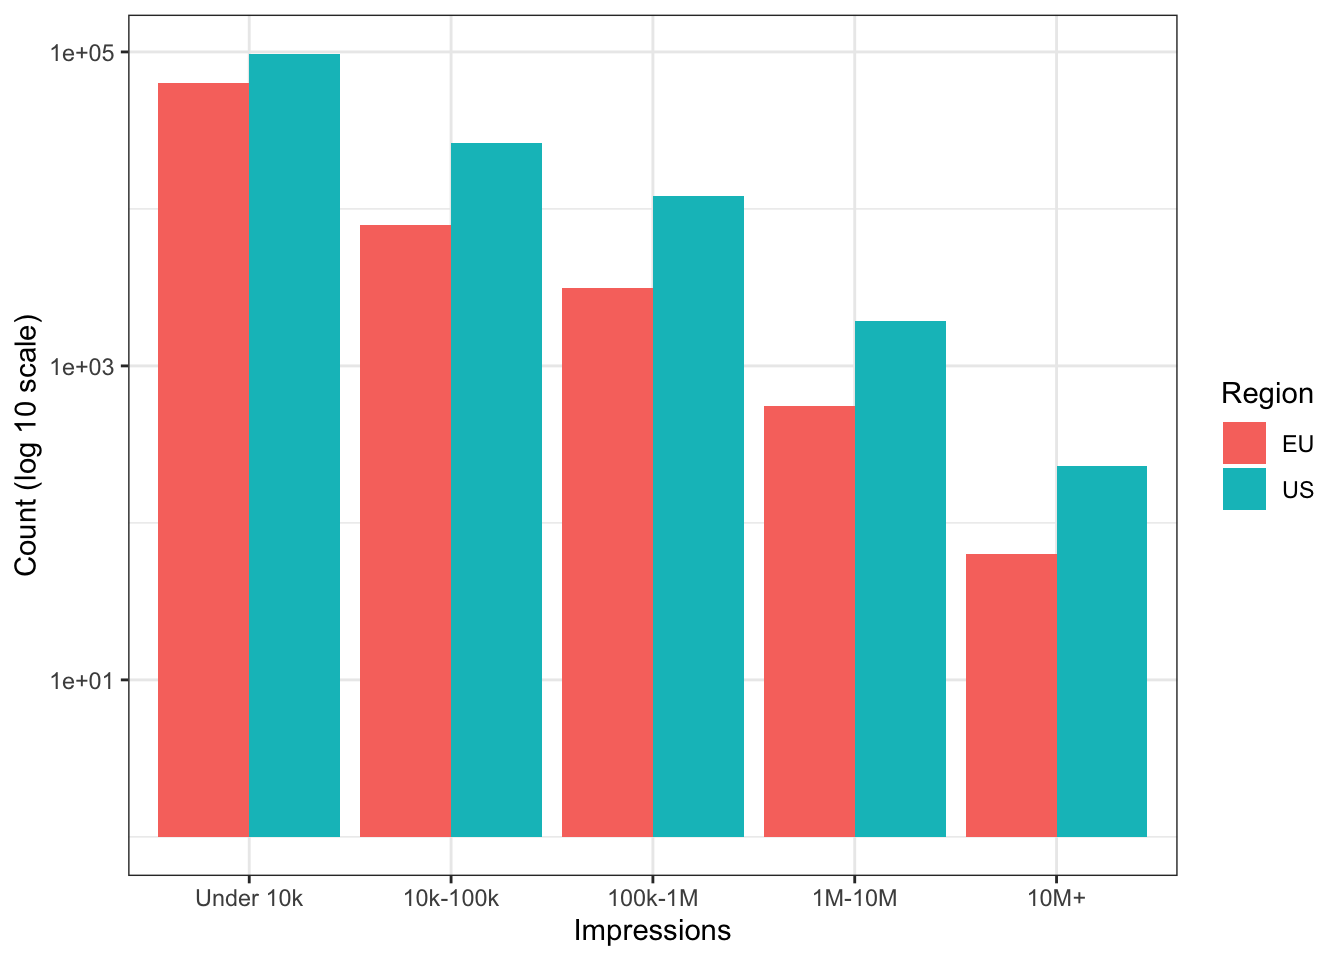 1e+05
1e+03
1e+01
Count (log 10 scale)
Under 10k
10k-100k
100k-1M
1M-10M
10M+
Impressions
Region
EU
US